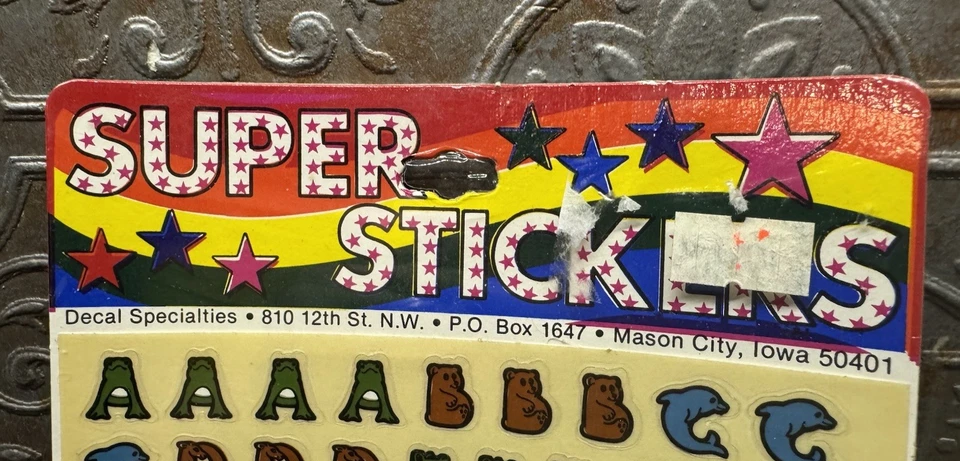 SUPER
STICKERS
Decal Specialties • 810 12th St. N.W. • P.O. Box 1647 • Mason City, Iowa 50401
A A A A B B B C C